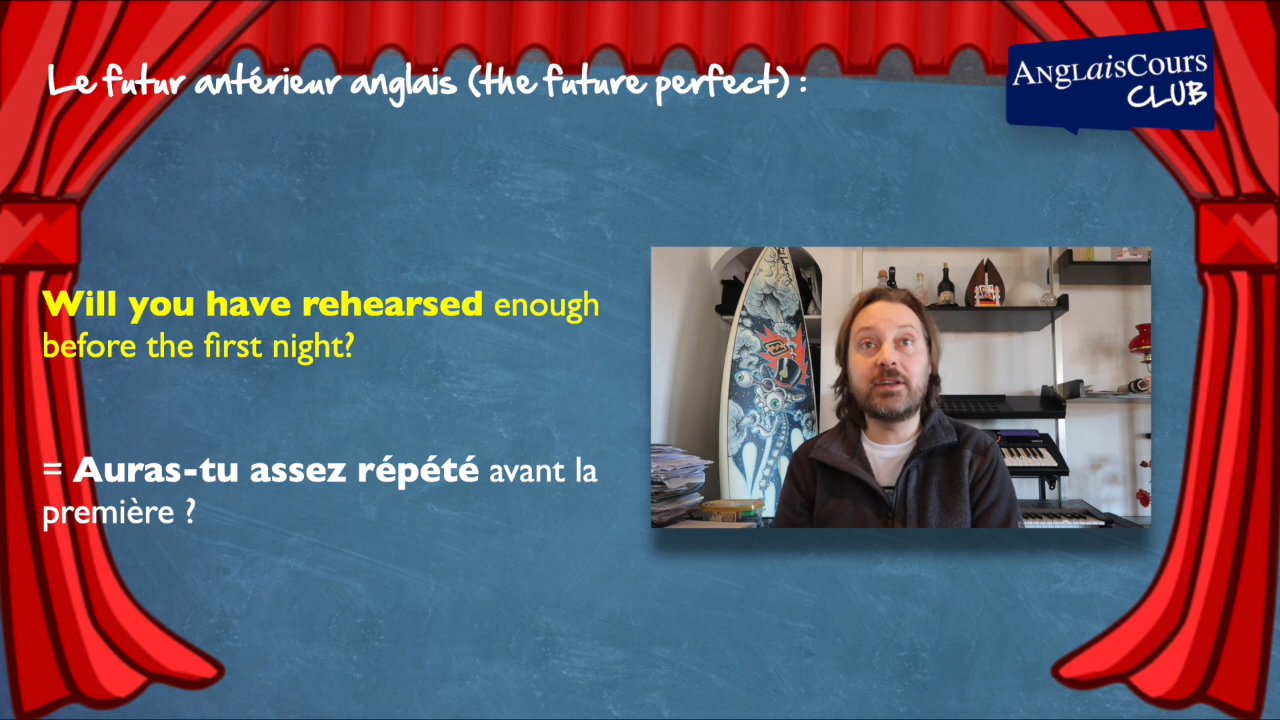 Le futur antérieur anglais (the future perfect) :
ANGLAISCOURS
CLUB
Will you have rehearsed enough
before the first night?
= Auras-tu assez répété avant la
première ?